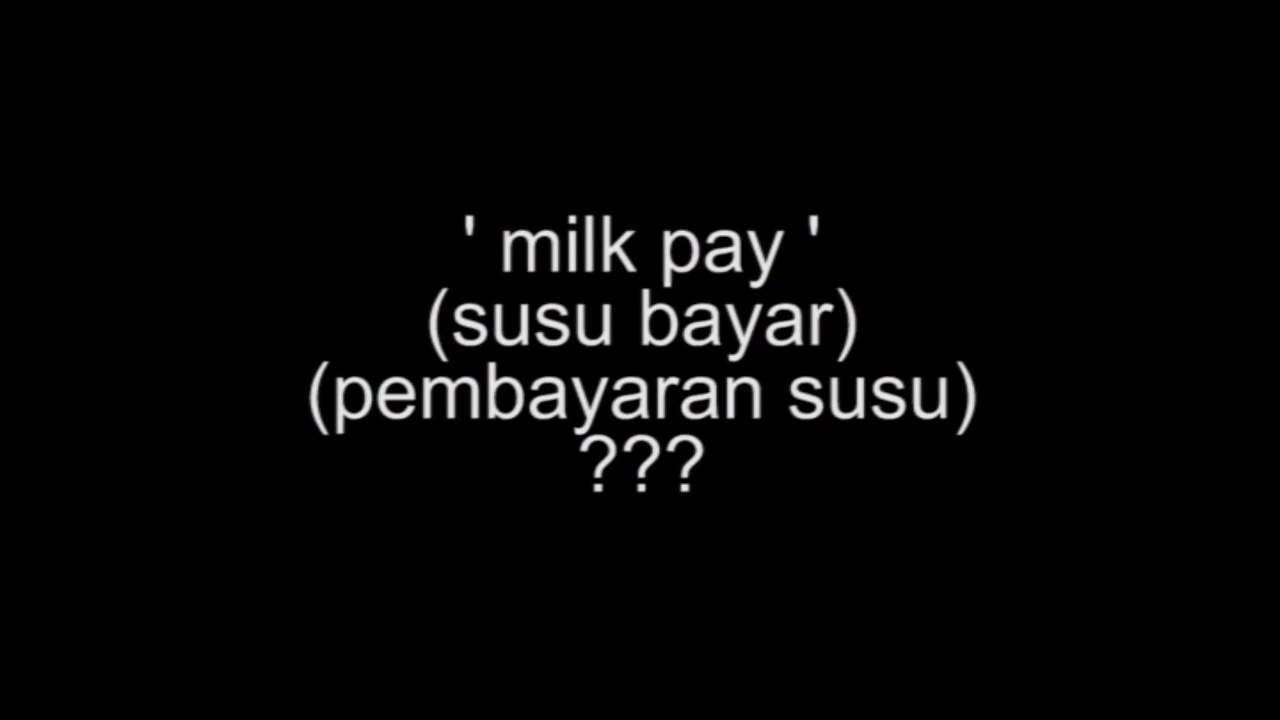 ' milk pay '
(susu bayar)
(pembayaran susu)
???